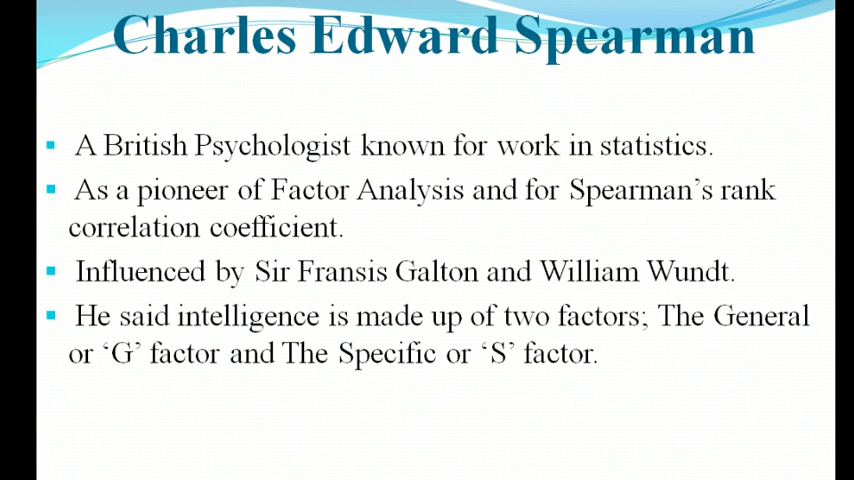 Charles Edward Spearman
▪ A British Psychologist known for work in statistics.
▪ As a pioneer of Factor Analysis and for Spearman’s rank
correlation coefficient.
▪ Influenced by Sir Fransis Galton and William Wundt.
▪ He said intelligence is made up of two factors; The General
or ‘G’ factor and The Specific or ‘S’ factor.